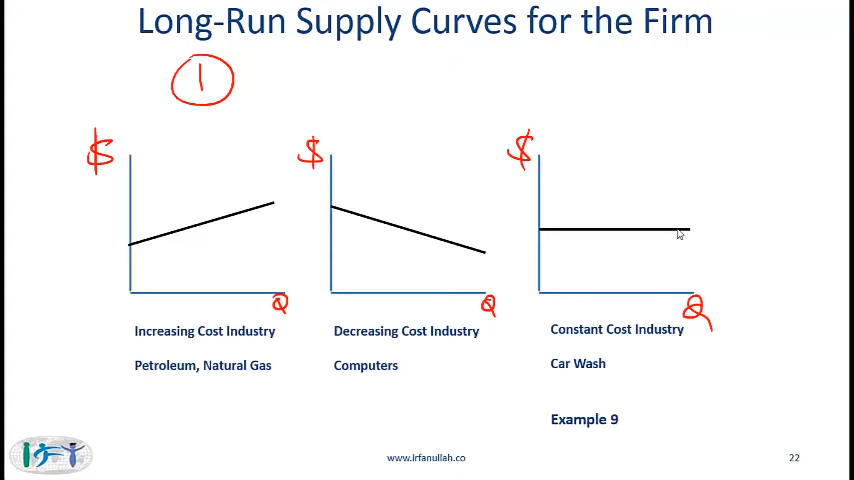 Long-Run Supply Curves for the Firm
1
$ $ $
Q Q Q
Increasing Cost Industry
Petroleum, Natural Gas
Decreasing Cost Industry
Computers
Constant Cost Industry
Car Wash
Example 9
IFT
www.irfanullah.co
22